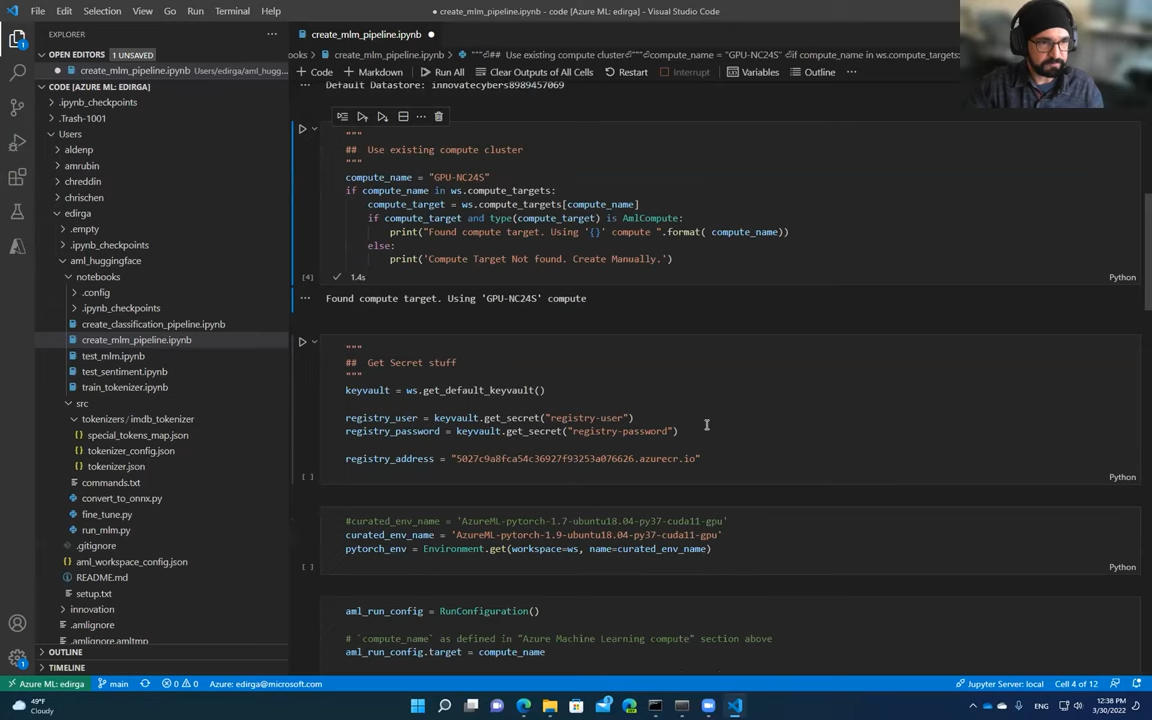 File Edit Selection View Go Run Terminal Help
● create_mlm_pipeline.ipynb - code [Azure ML: edirga] - Visual Studio Code
EXPLORER
OPEN EDITORS 1 UNSAVED
create_mlm_pipeline.ipynb Users/edirga/aml_hugg...
CODE [AZURE ML: EDIRGA]
.ipynb_checkpoints
.Trash-1001
Users
aldenp
amrubin
chreddin
chrischen
edirga
.empty
.ipynb_checkpoints
aml_huggingface
notebooks
.config
.ipynb_checkpoints
create_classification_pipeline.ipynb
create_mlm_pipeline.ipynb
test_mlm.ipynb
test_sentiment.ipynb
train_tokenizer.ipynb
src
tokenizers / imdb_tokenizer
special_tokens_map.json
tokenizer_config.json
tokenizer.json
commands.txt
convert_to_onnx.py
fine_tune.py
run_mlm.py
.gitignore
aml_workspace_config.json
README.md
setup.txt
innovation
.amlignore
.amlignore.amltmp
OUTLINE
TIMELINE
create_mlm_pipeline.ipynb
books > create_mlm_pipeline.ipynb > """⏎## Use existing compute cluster⏎"""⏎compute_name = "GPU-NC24S"⏎if compute_name in ws.compute_targets:
+ Code + Markdown Run All Clear Outputs of All Cells Restart Interrupt Variables Outline ...
Default Datastore: innovatecybers8989457069
"""
## Use existing compute cluster
"""
compute_name = "GPU-NC24S"
if compute_name in ws.compute_targets:
compute_target = ws.compute_targets[compute_name]
if compute_target and type(compute_target) is AmlCompute:
print("Found compute target. Using '{}' compute ".format( compute_name))
else:
print('Compute Target Not found. Create Manually.')
[4] 1.4s Python
Found compute target. Using 'GPU-NC24S' compute
"""
## Get Secret stuff
"""
keyvault = ws.get_default_keyvault()
registry_user = keyvault.get_secret("registry-user")
registry_password = keyvault.get_secret("registry-password")
registry_address = "5027c9a8fca54c36927f93253a076626.azurecr.io"
[ ] Python
#curated_env_name = 'AzureML-pytorch-1.7-ubuntu18.04-py37-cuda11-gpu'
curated_env_name = 'AzureML-pytorch-1.9-ubuntu18.04-py37-cuda11-gpu'
pytorch_env = Environment.get(workspace=ws, name=curated_env_name)
[ ] Python
aml_run_config = RunConfiguration()
# `compute_name` as defined in "Azure Machine Learning compute" section above
aml_run_config.target = compute_name
Azure ML: edirga main 0 0 Azure: edirga@microsoft.com Jupyter Server: local Cell 4 of 12
49°F
Cloudy
ENG
12:38 PM
3/30/2022